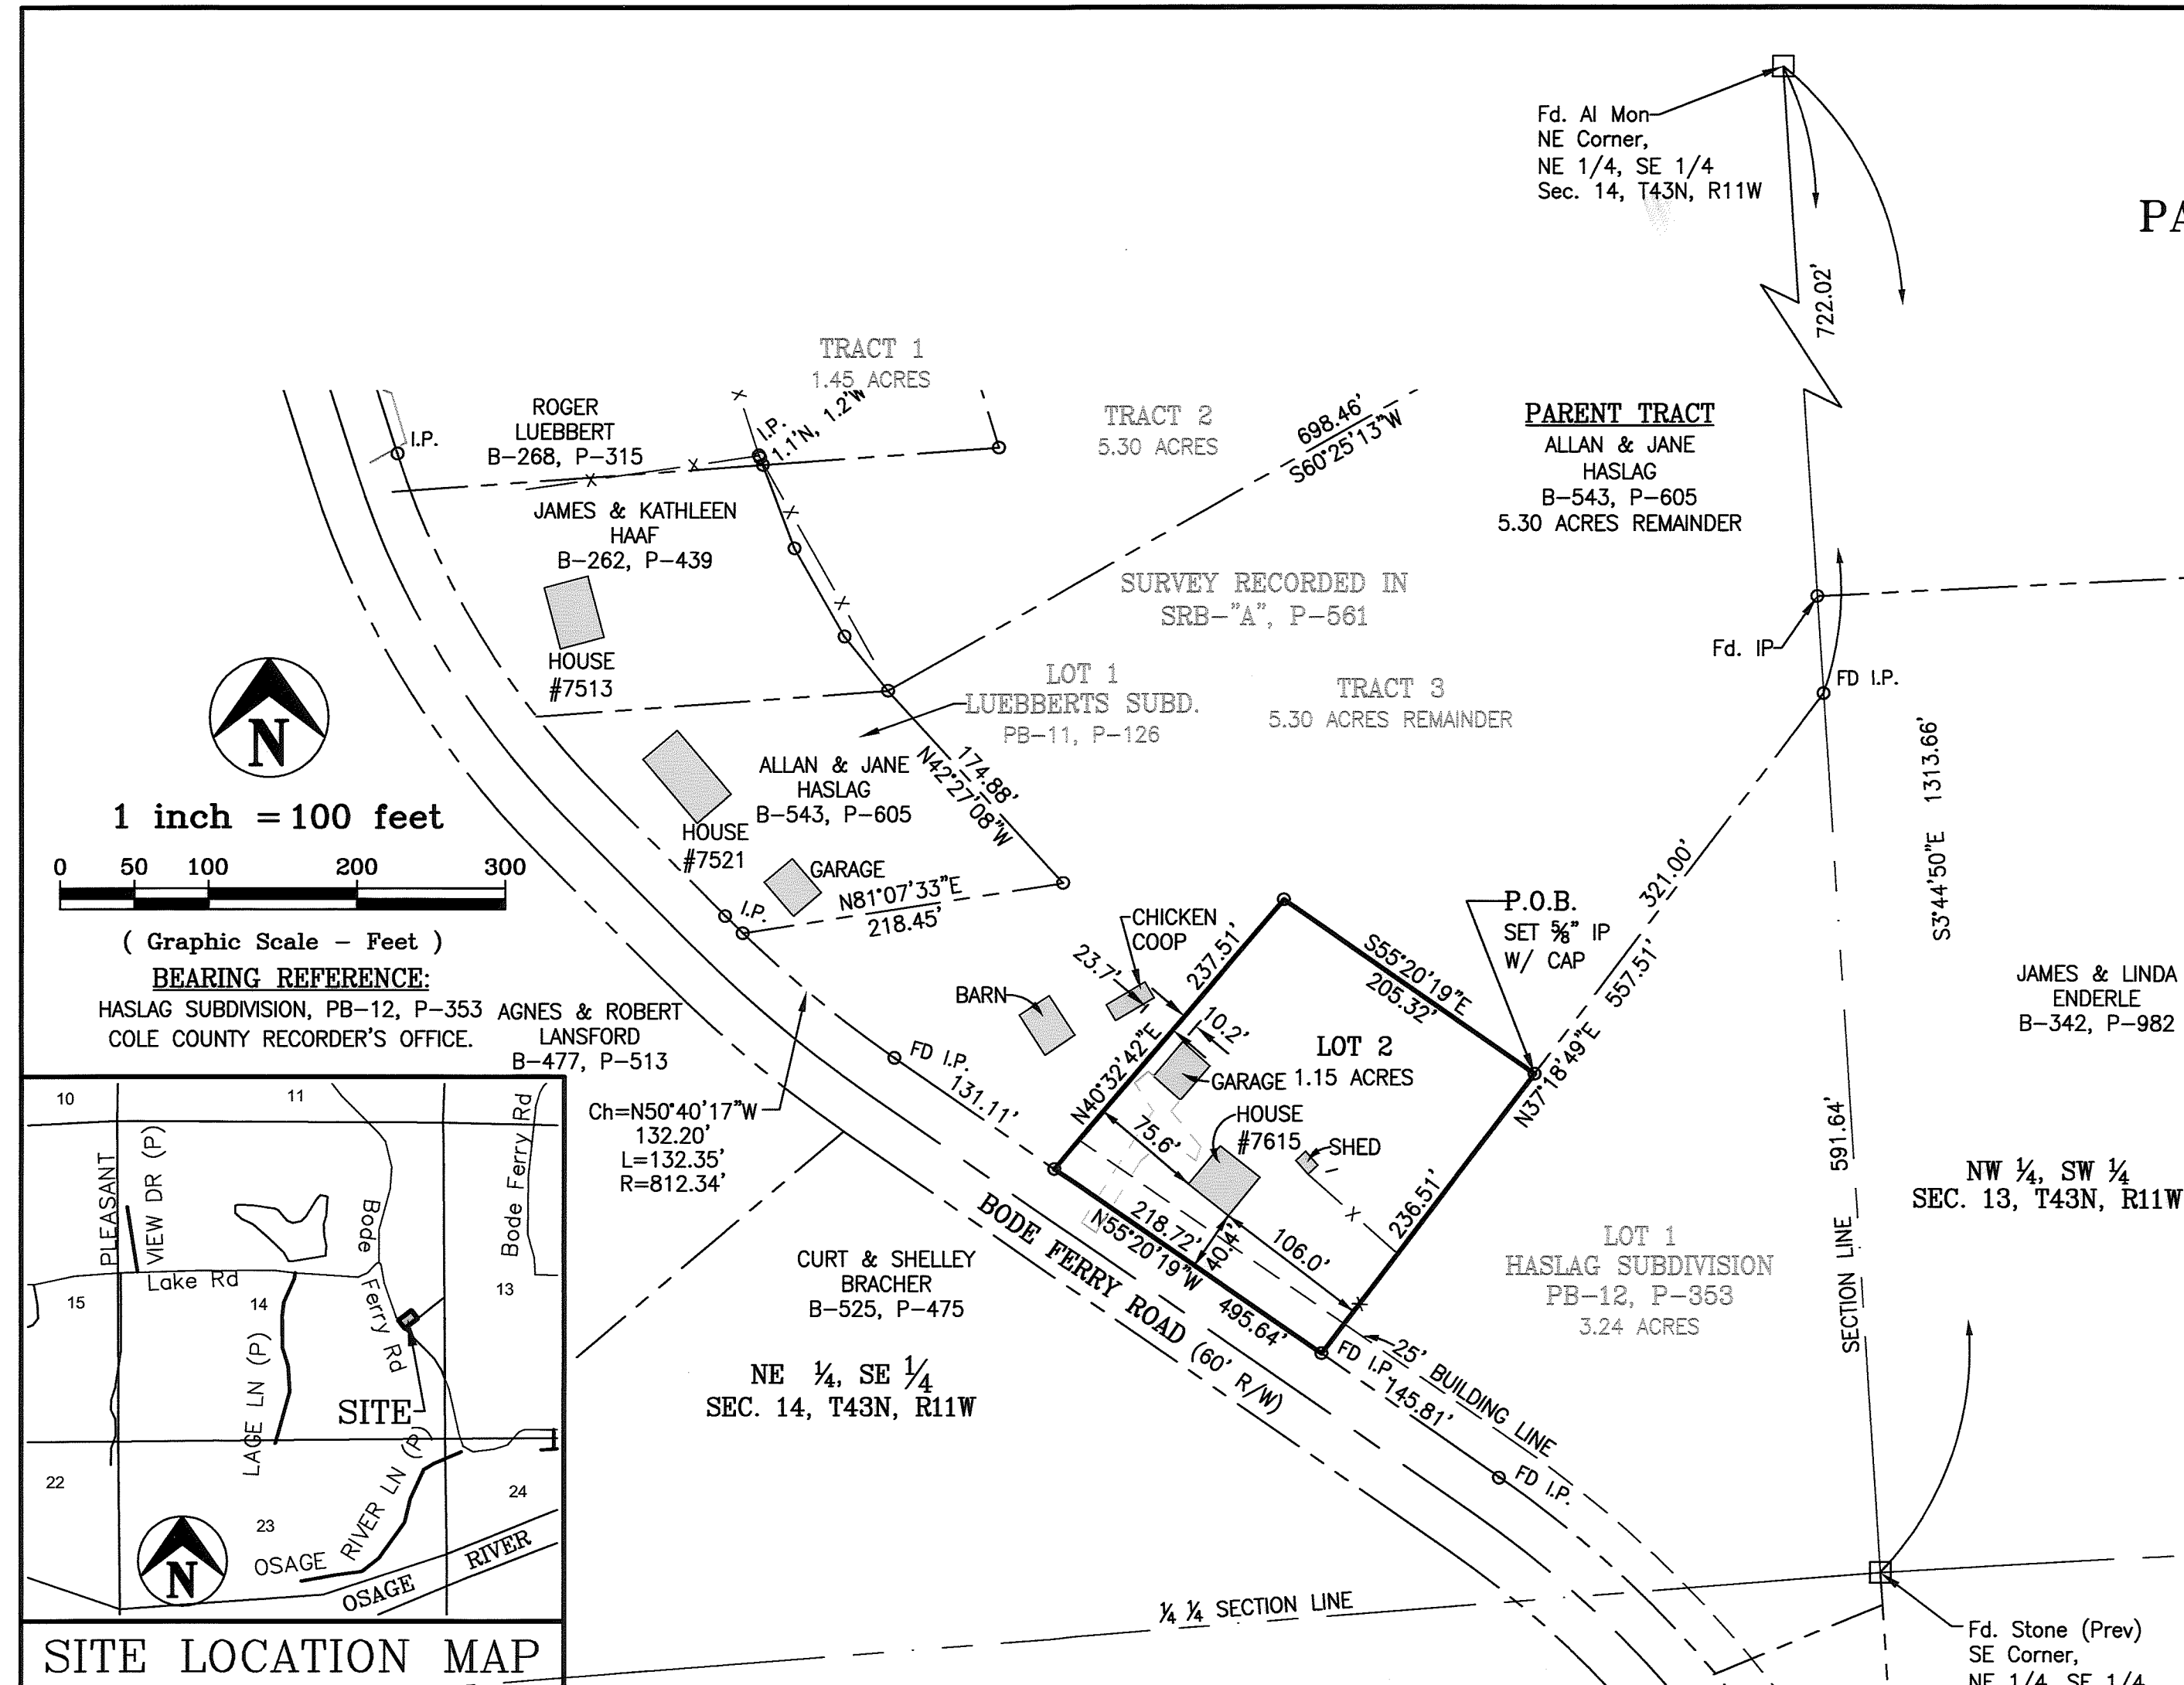 Fd. Al Mon
NE Corner,
NE 1/4, SE 1/4
Sec. 14, T43N, R11W
722.02'
TRACT 1
1.45 ACRES
ROGER
LUEBBERT
B-268, P-315
I.P.
I.P.
1.1'N, 1.2'W
TRACT 2
5.30 ACRES
698.46'
S60°25'13"W
PARENT TRACT
ALLAN & JANE
HASLAG
B-543, P-605
5.30 ACRES REMAINDER
JAMES & KATHLEEN
HAAF
B-262, P-439
HOUSE
#7513
SURVEY RECORDED IN
SRB-"A", P-561
Fd. IP
FD I.P.
LOT 1
LUEBBERTS SUBD.
PB-11, P-126
TRACT 3
5.30 ACRES REMAINDER
N
1 inch = 100 feet
0 50 100 200 300
( Graphic Scale - Feet )
BEARING REFERENCE:
HASLAG SUBDIVISION, PB-12, P-353
COLE COUNTY RECORDER'S OFFICE.
ALLAN & JANE
HASLAG
B-543, P-605
174.88'
N42°27'08"W
HOUSE
#7521
GARAGE
I.P.
N81°07'33"E
218.45'
S3°44'50"E 1313.66'
321.00'
N37°18'49"E 557.51'
P.O.B.
SET ⅝" IP
W/ CAP
CHICKEN
COOP
23.7'
BARN
237.51'
N40°32'42"E
S55°20'19"E
205.32'
10.2'
LOT 2
1.15 ACRES
GARAGE
HOUSE
#7615
SHED
75.6'
106.0'
40.4'
236.51'
218.72'
N55°20'19"W 495.64'
AGNES & ROBERT
LANSFORD
B-477, P-513
FD I.P.
131.11'
Ch=N50°40'17"W
132.20'
L=132.35'
R=812.34'
JAMES & LINDA
ENDERLE
B-342, P-982
NW ¼, SW ¼
SEC. 13, T43N, R11W
SECTION LINE 591.64'
LOT 1
HASLAG SUBDIVISION
PB-12, P-353
3.24 ACRES
CURT & SHELLEY
BRACHER
B-525, P-475
NE ¼, SE ¼
SEC. 14, T43N, R11W
BODE FERRY ROAD (60' R/W)
FD I.P.
145.81'
25' BUILDING LINE
FD I.P.
¼ ¼ SECTION LINE
Fd. Stone (Prev)
SE Corner,
NE 1/4, SE 1/4
10
11
PLEASANT
VIEW DR (P)
Lake Rd
Bode
Ferry Rd
Bode Ferry Rd
15
14
13
LAGE LN (P)
SITE
22
23
24
OSAGE RIVER LN (P)
OSAGE RIVER
N
SITE LOCATION MAP